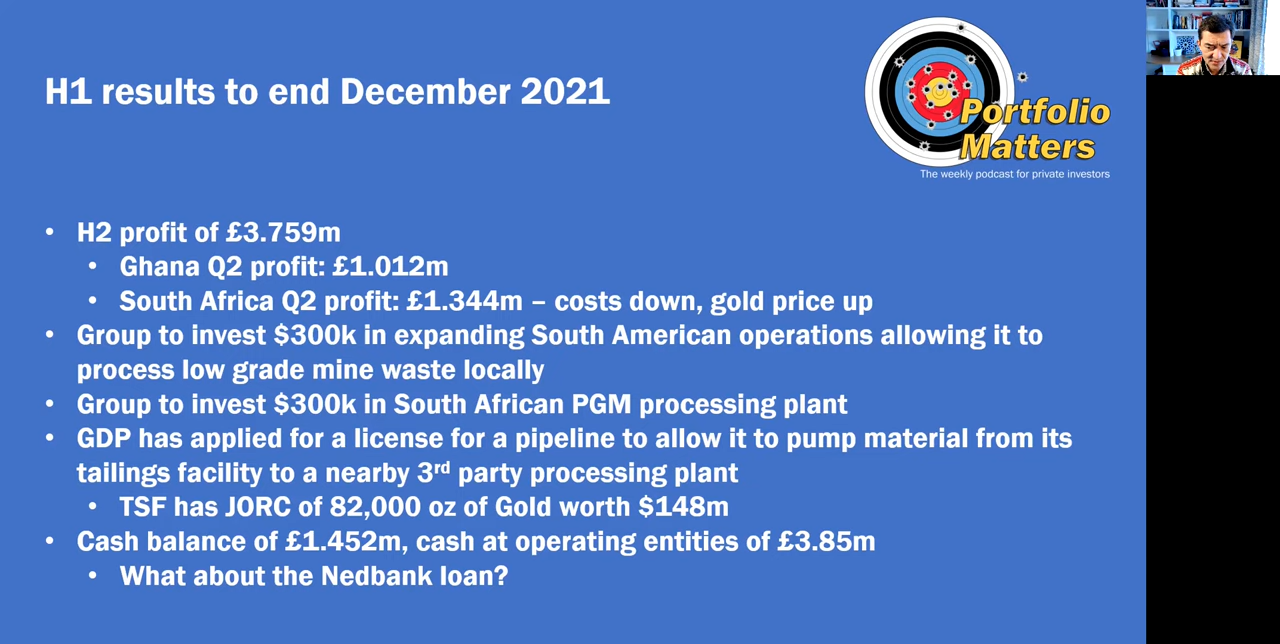 H1 results to end December 2021
Portfolio
Matters
The weekly podcast for private investors
• H2 profit of £3.759m
• Ghana Q2 profit: £1.012m
• South Africa Q2 profit: £1.344m – costs down, gold price up
• Group to invest $300k in expanding South American operations allowing it to
process low grade mine waste locally
• Group to invest $300k in South African PGM processing plant
• GDP has applied for a license for a pipeline to allow it to pump material from its
tailings facility to a nearby 3rd party processing plant
• TSF has JORC of 82,000 oz of Gold worth $148m
• Cash balance of £1.452m, cash at operating entities of £3.85m
• What about the Nedbank loan?